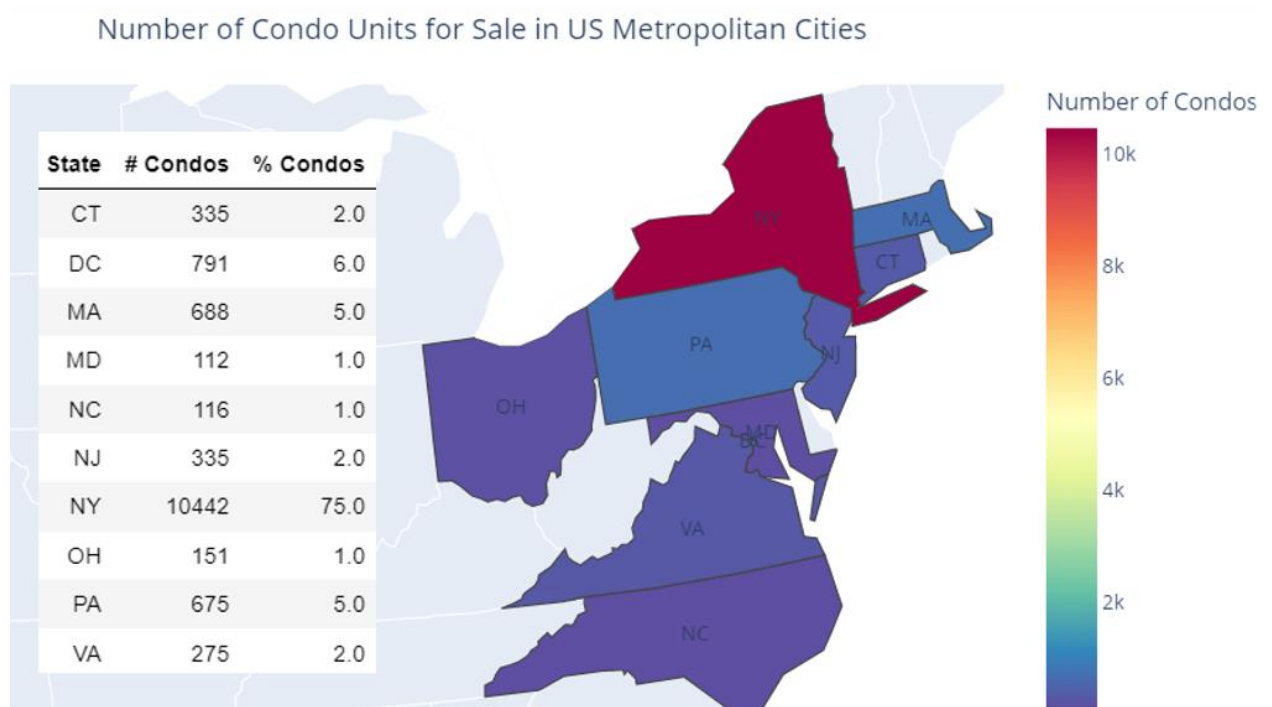 Number of Condo Units for Sale in US Metropolitan Cities
Number of Condos
State # Condos % Condos
CT 335 2.0
DC 791 6.0
MA 688 5.0
MD 112 1.0
NC 116 1.0
NJ 335 2.0
NY 10442 75.0
OH 151 1.0
PA 675 5.0
VA 275 2.0
NY
MA
CT
PA
NJ
OH
MD
DC
VA
NC
10k
8k
6k
4k
2k